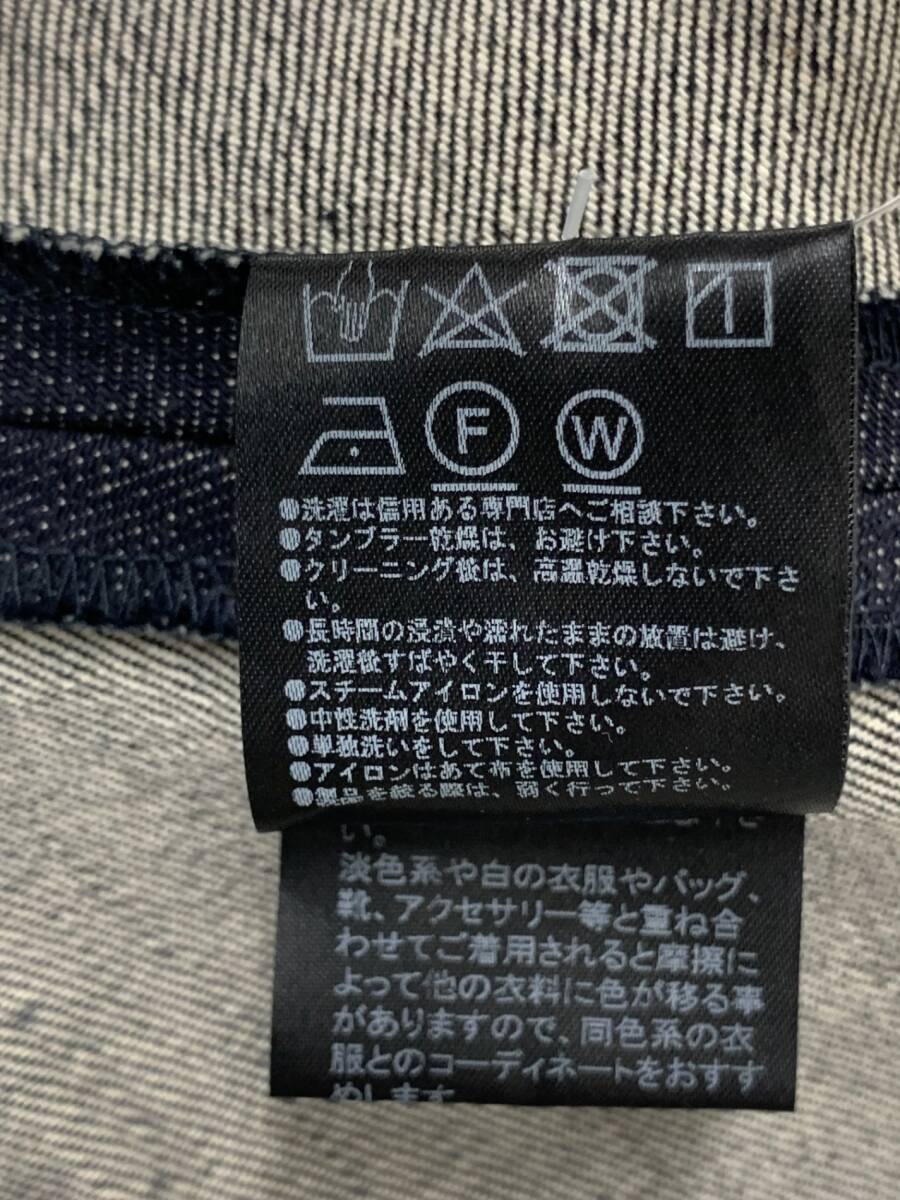 F W
●洗濯は信用ある専門店へご相談下さい。
●タンブラー乾燥は、お避け下さい。
●クリーニング後は、高温乾燥しないで下さ
い。
●長時間の浸漬や濡れたままの放置は避け、
洗濯後すばやく干して下さい。
●スチームアイロンを使用しないで下さい。
●中性洗剤を使用して下さい。
●単独洗いをして下さい。
●アイロンはあて布を使用して下さい。
●製品を絞る際は、弱く行って下さい。
い。
淡色系や白の衣服やバッグ、
靴、アクセサリー等と重ね合
わせてご着用されると摩擦に
よって他の衣料に色が移る事
がありますので、同色系の衣
服とのコーディネートをおすす
めします